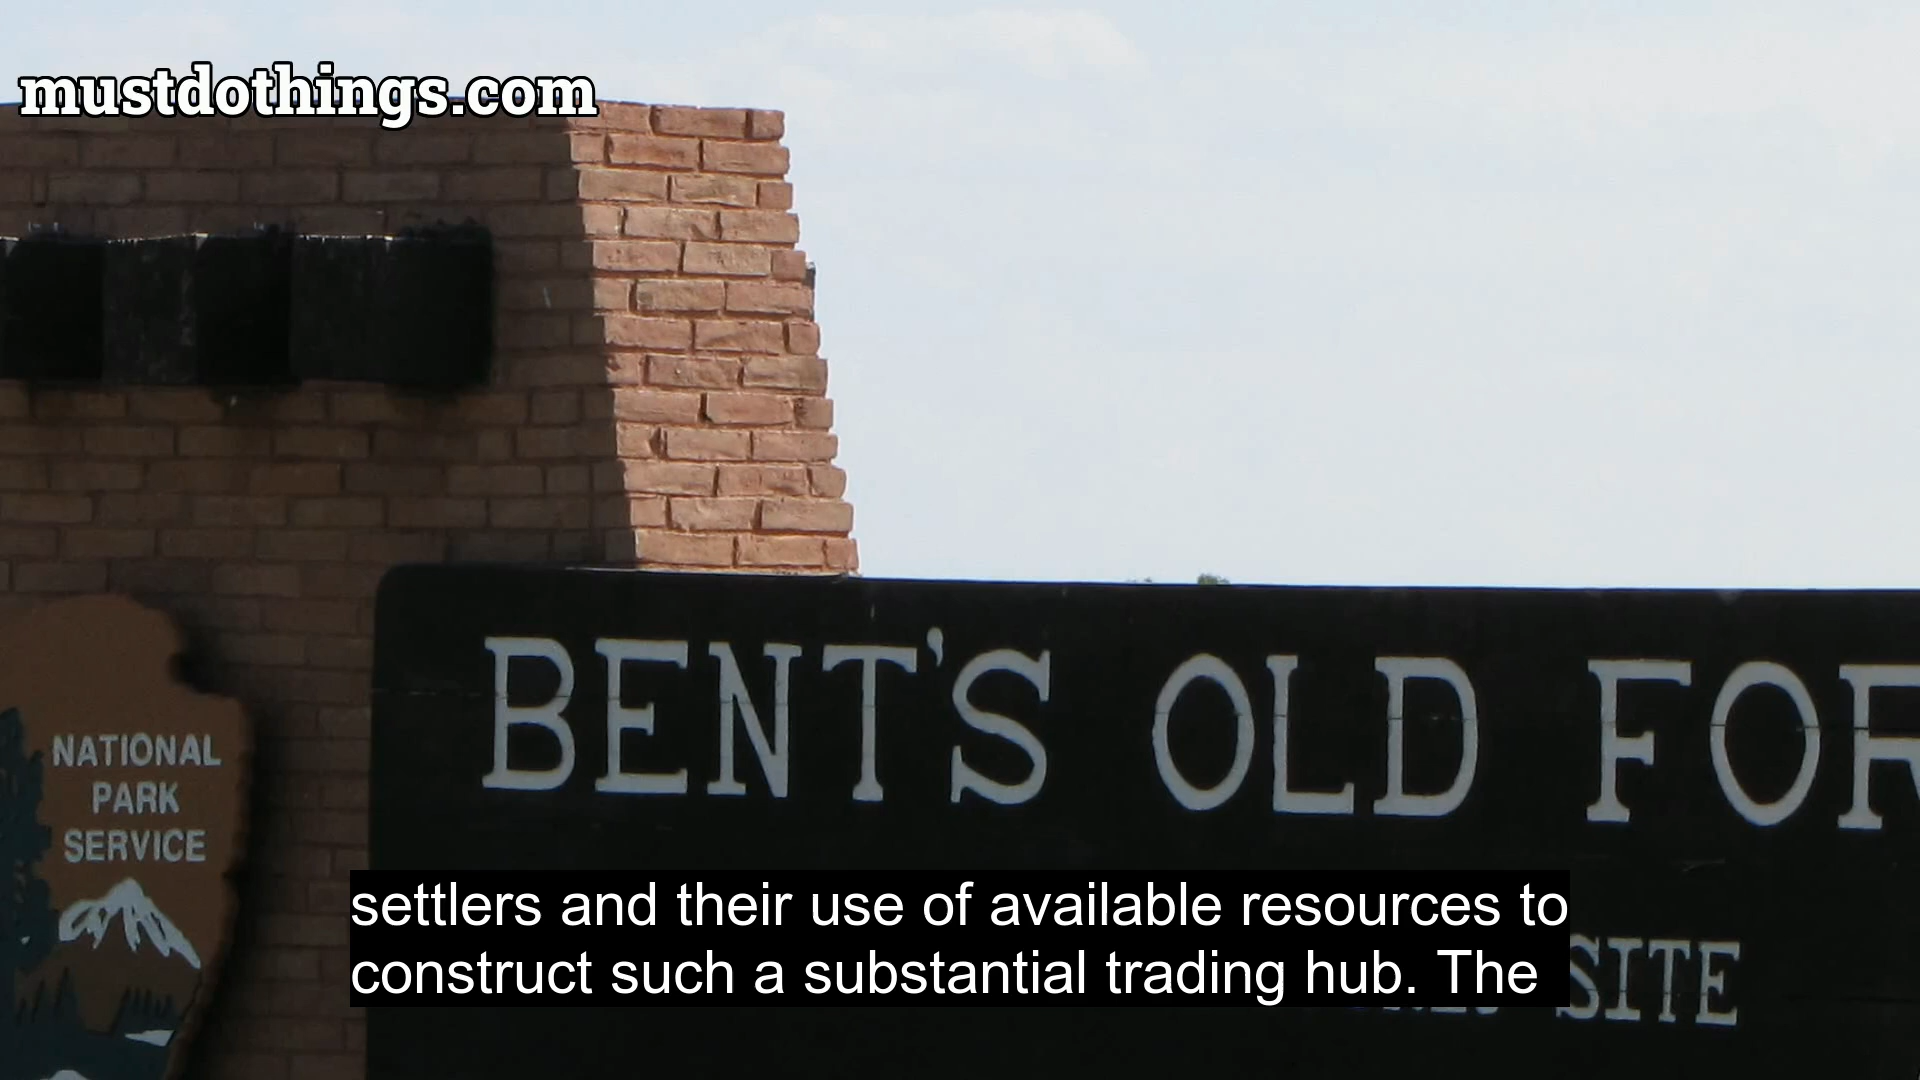 mustdothings.com
BENT'S OLD FOR
NATIONAL
PARK
SERVICE
settlers and their use of available resources to
construct such a substantial trading hub. The
SITE